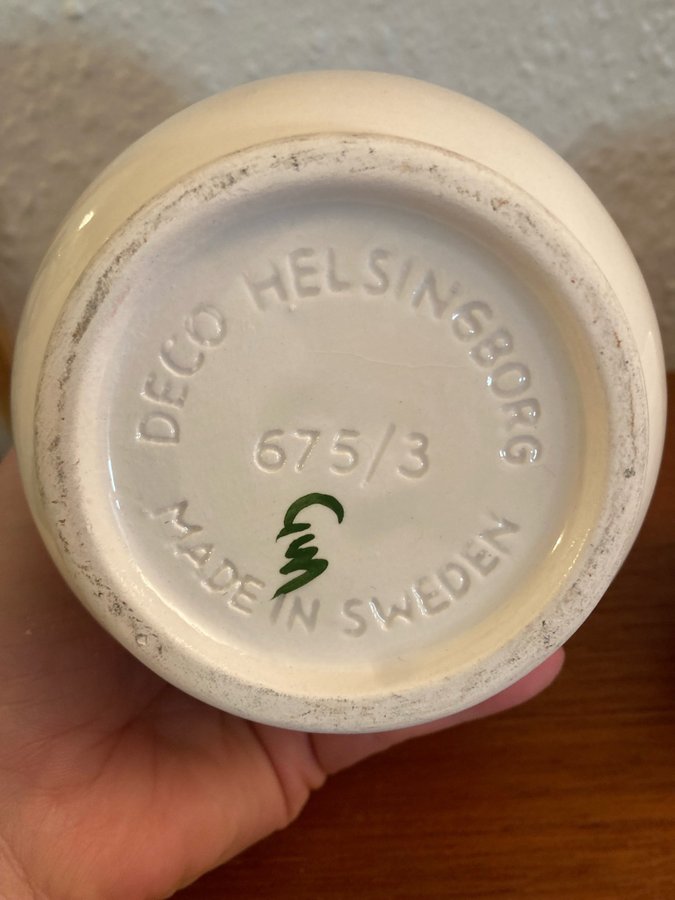 DECO HELSINGBORG
675/3
MADE IN SWEDEN